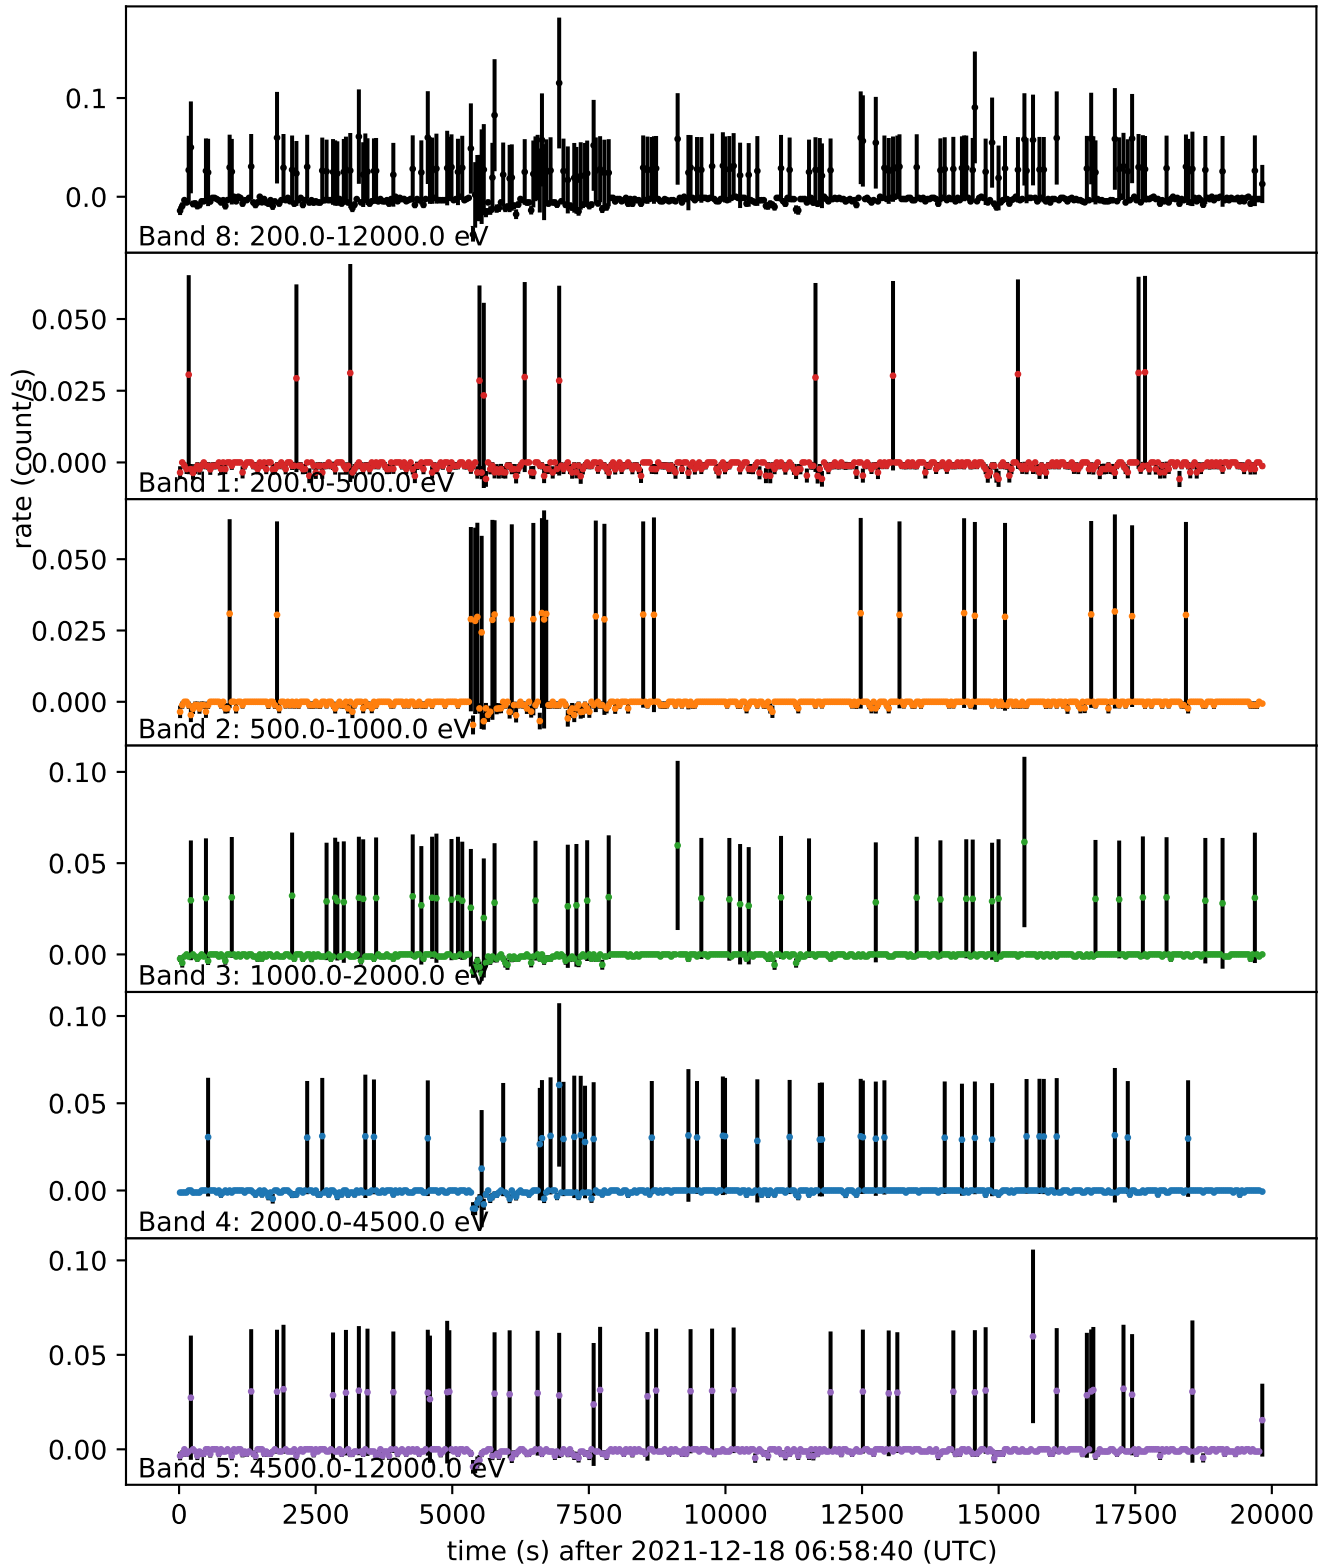 0.1
0.0
Band 8: 200.0-12000.0 eV
0.050
0.025
0.000
Band 1: 200.0-500.0 eV
rate (count/s)
0.050
0.025
0.000
Band 2: 500.0-1000.0 eV
0.10
0.05
0.00
Band 3: 1000.0-2000.0 eV
0.10
0.05
0.00
Band 4: 2000.0-4500.0 eV
0.10
0.05
0.00
Band 5: 4500.0-12000.0 eV
0 2500 5000 7500 10000 12500 15000 17500 20000
time (s) after 2021-12-18 06:58:40 (UTC)